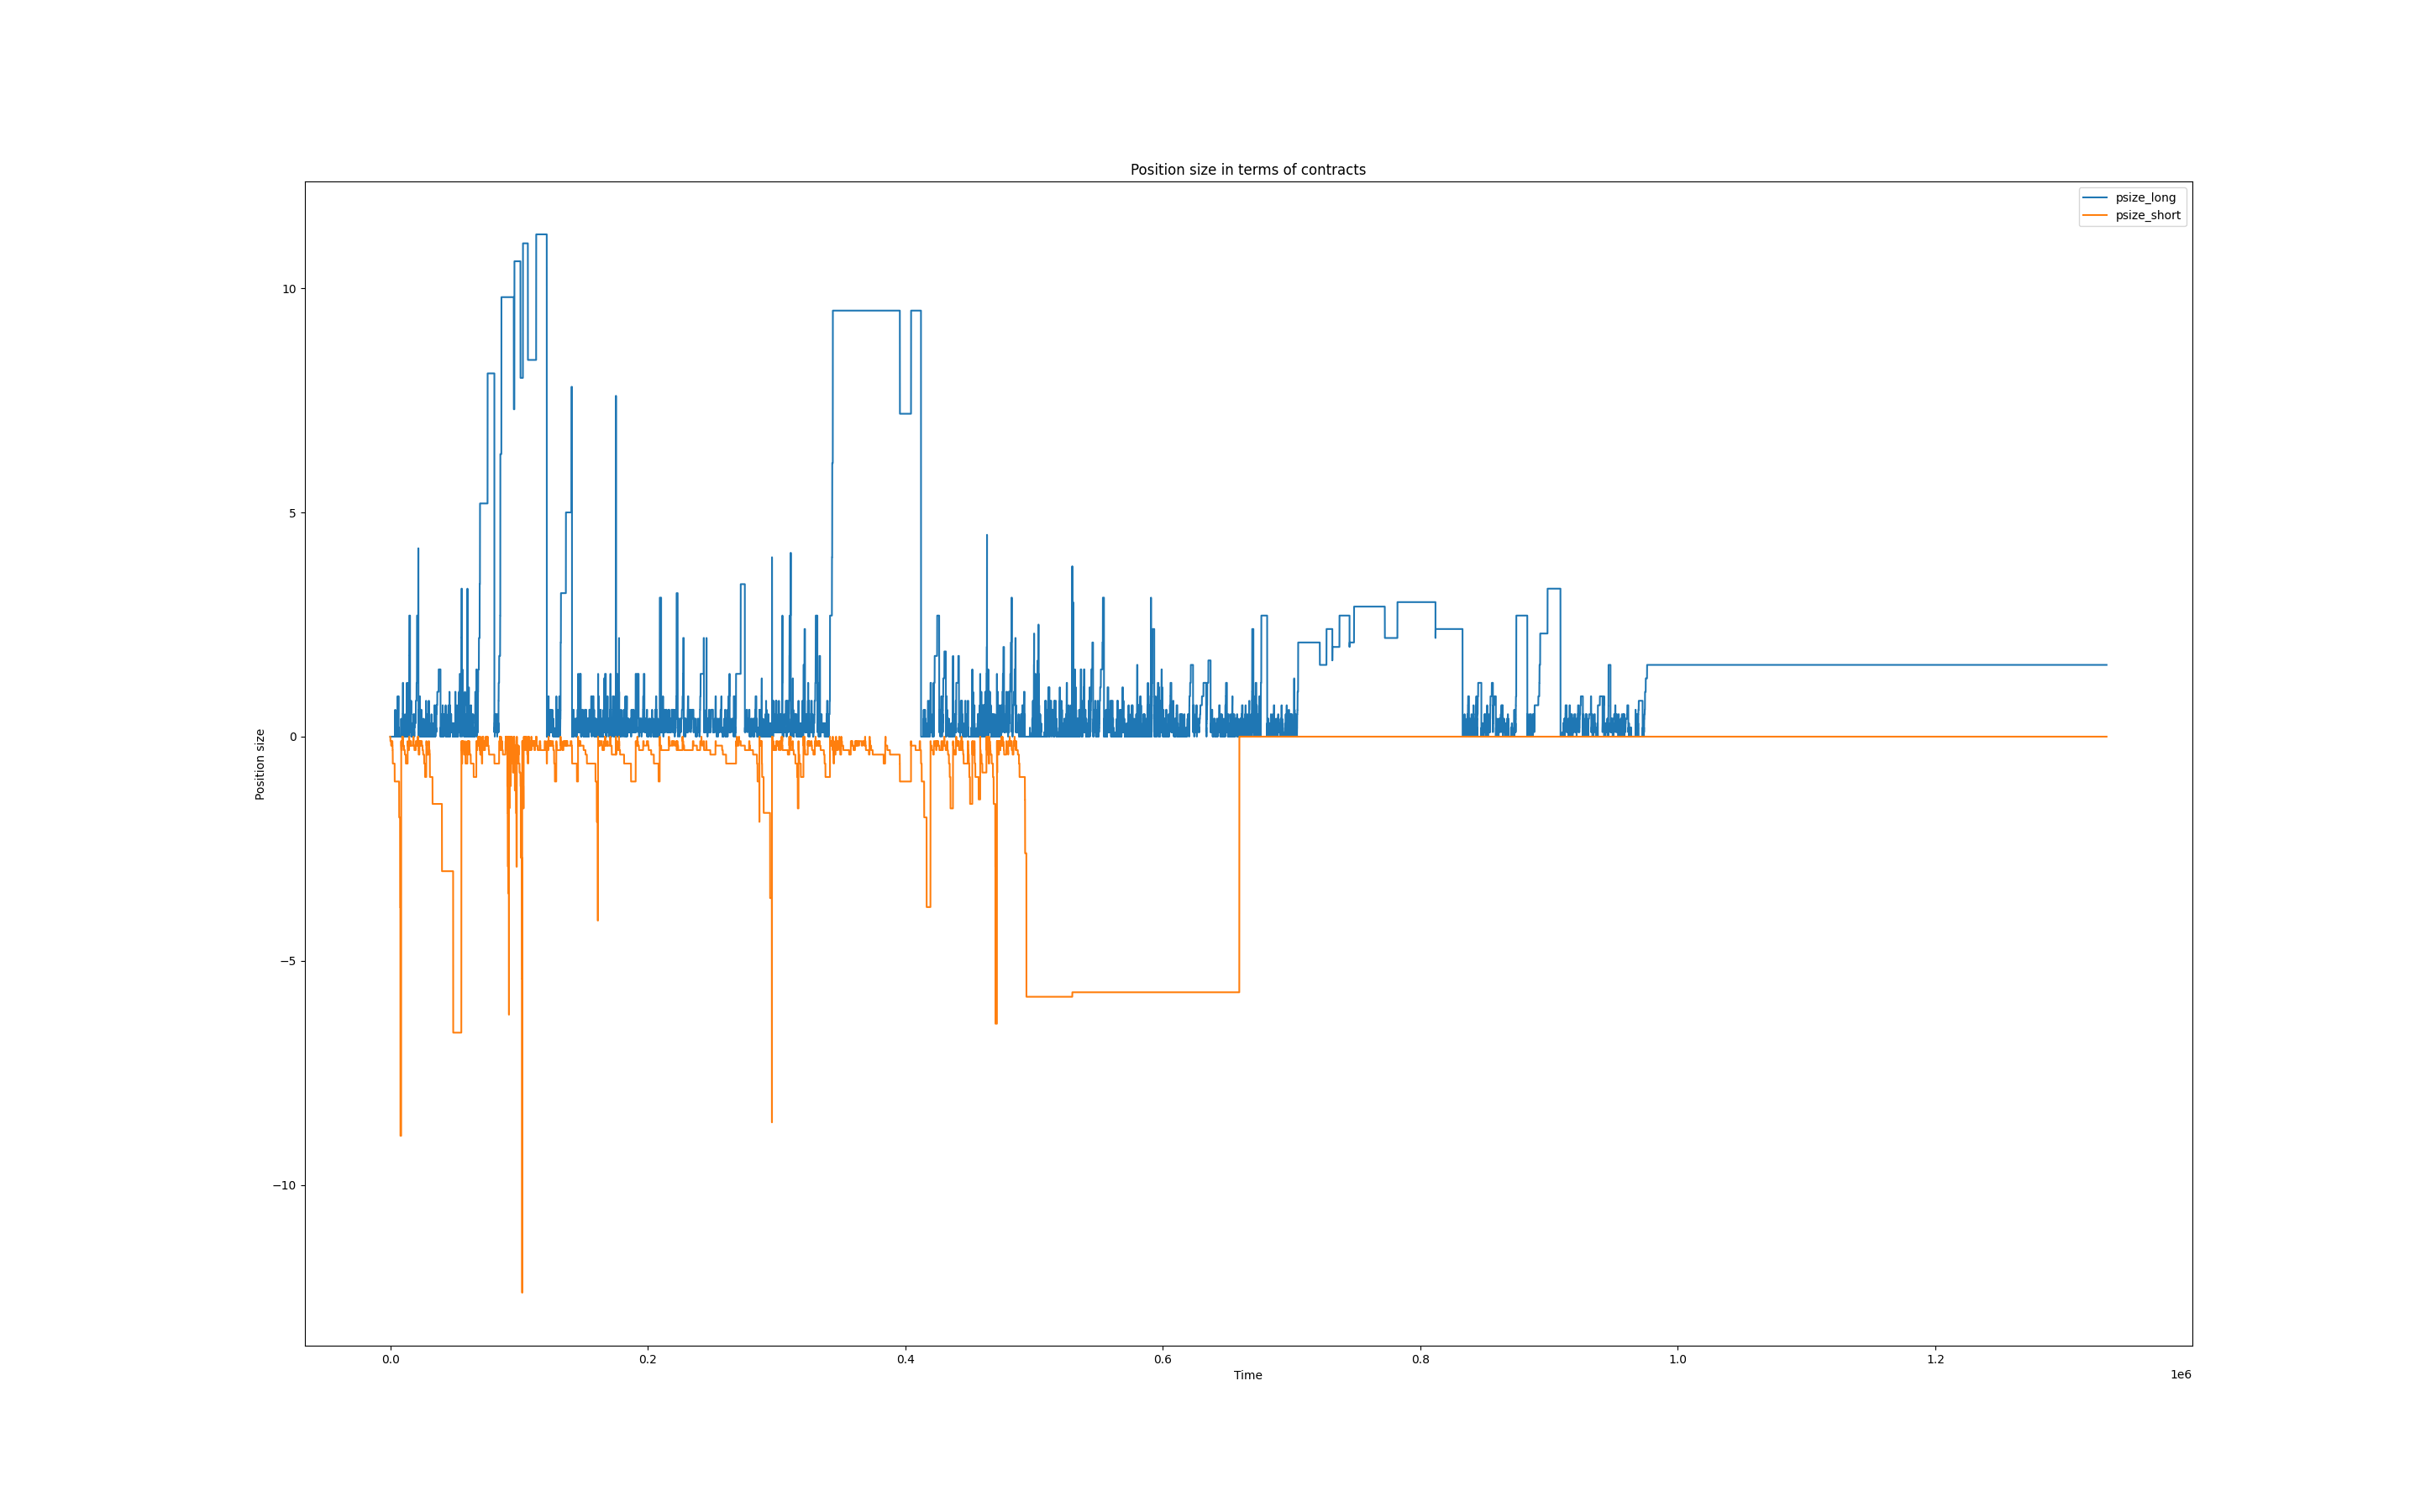 Position size in terms of contracts
psize_long
psize_short
10
5
0
−5
−10
Position size
0.0 0.2 0.4 0.6 0.8 1.0 1.2
Time
1e6